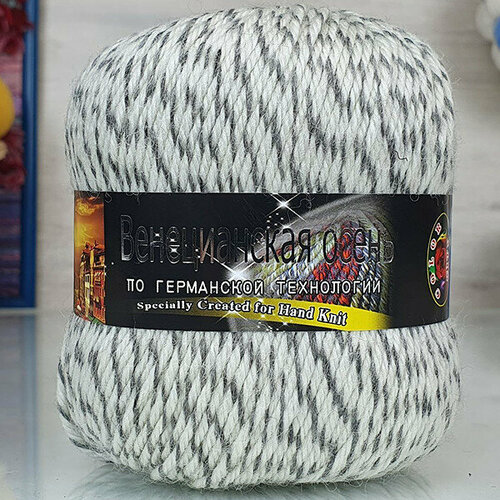 Венецианская осень
ПО ГЕРМАНСКОЙ ТЕХНОЛОГИИ
Specially Created for Hand Knit